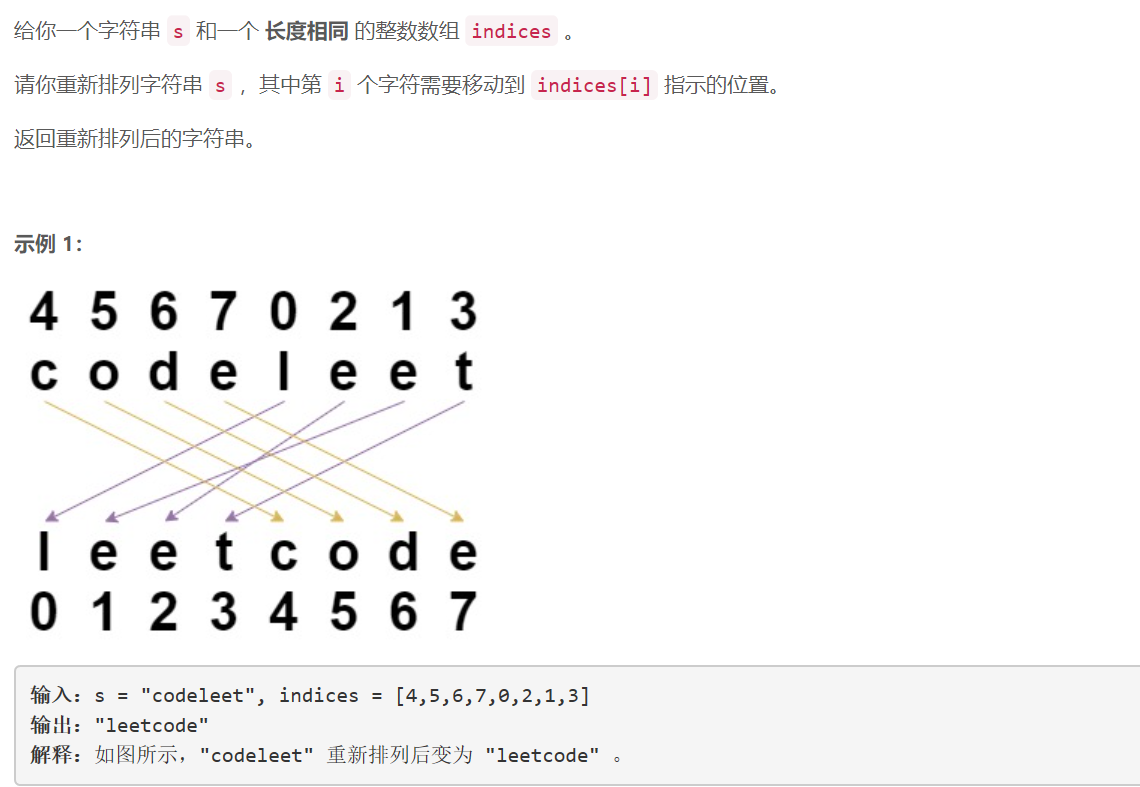 给你一个字符串 s 和一个 长度相同 的整数数组 indices 。
请你重新排列字符串 s ，其中第 i 个字符需要移动到 indices[i] 指示的位置。
返回重新排列后的字符串。
示例 1：
4 5 6 7 0 2 1 3
c o d e l e e t
l e e t c o d e
0 1 2 3 4 5 6 7
输入：s = "codeleet", indices = [4,5,6,7,0,2,1,3]
输出："leetcode"
解释：如图所示，"codeleet" 重新排列后变为 "leetcode" 。